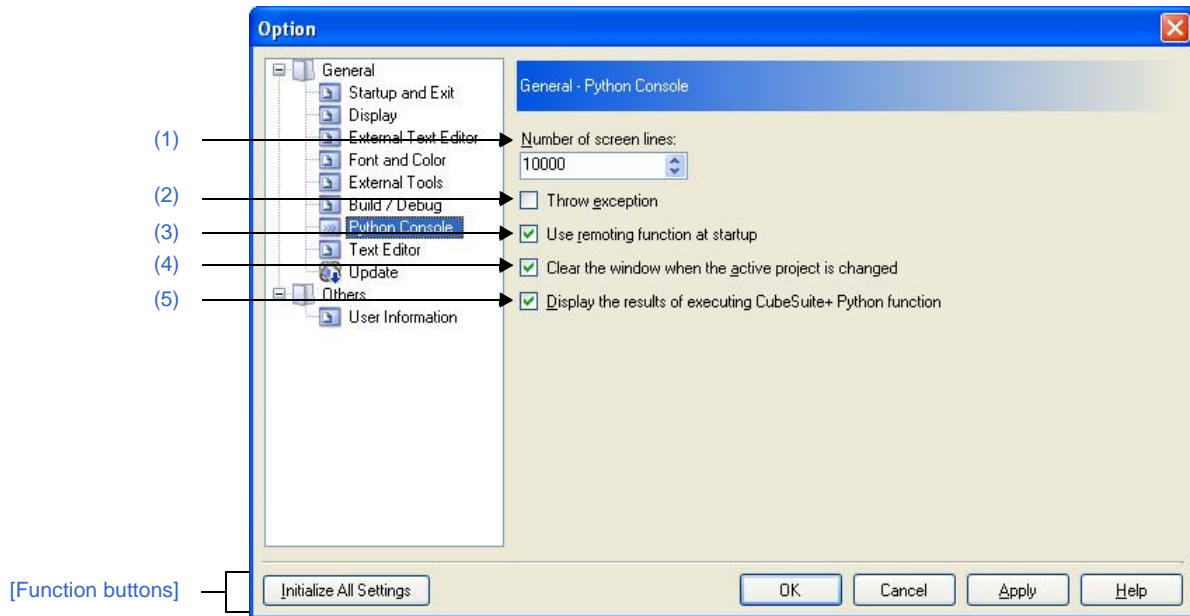 Option
General
Startup and Exit
Display
External Text Editor
Font and Color
External Tools
Build / Debug
Python Console
Text Editor
Update
Others
User Information
General - Python Console
(1)
Number of screen lines:
10000
(2)
Throw exception
(3)
Use remoting function at startup
(4)
Clear the window when the active project is changed
(5)
Display the results of executing CubeSuite+ Python function
[Function buttons]
Initialize All Settings
OK
Cancel
Apply
Help